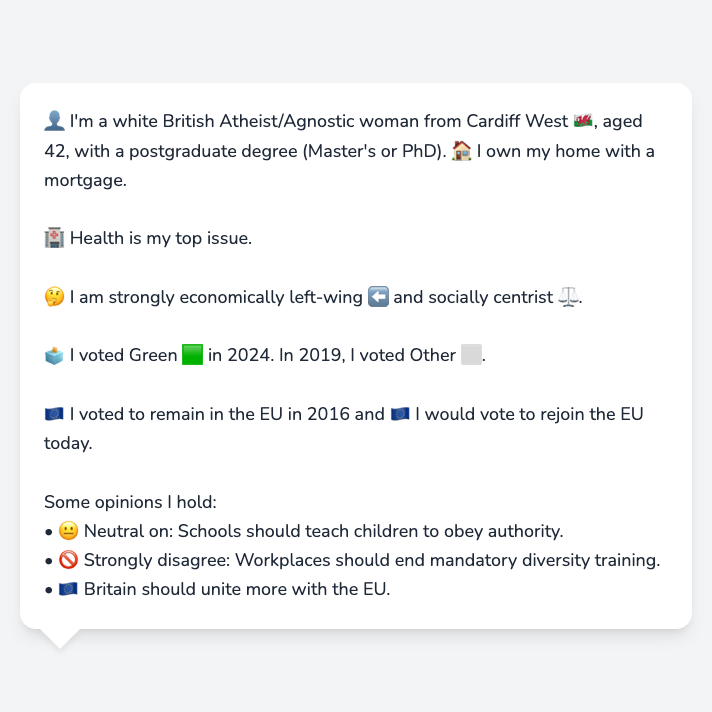 👤 I'm a white British Atheist/Agnostic woman from Cardiff West 🏴󠁧󠁢󠁷󠁬󠁳󠁿, aged
42, with a postgraduate degree (Master's or PhD). 🏠 I own my home with a
mortgage.
🏥 Health is my top issue.
🤔 I am strongly economically left-wing ⬅️ and socially centrist ⚖️.
🗳️ I voted Green 🟩 in 2024. In 2019, I voted Other ⬜.
🇪🇺 I voted to remain in the EU in 2016 and 🇪🇺 I would vote to rejoin the EU
today.
Some opinions I hold:
• 😐 Neutral on: Schools should teach children to obey authority.
• 🚫 Strongly disagree: Workplaces should end mandatory diversity training.
• 🇪🇺 Britain should unite more with the EU.